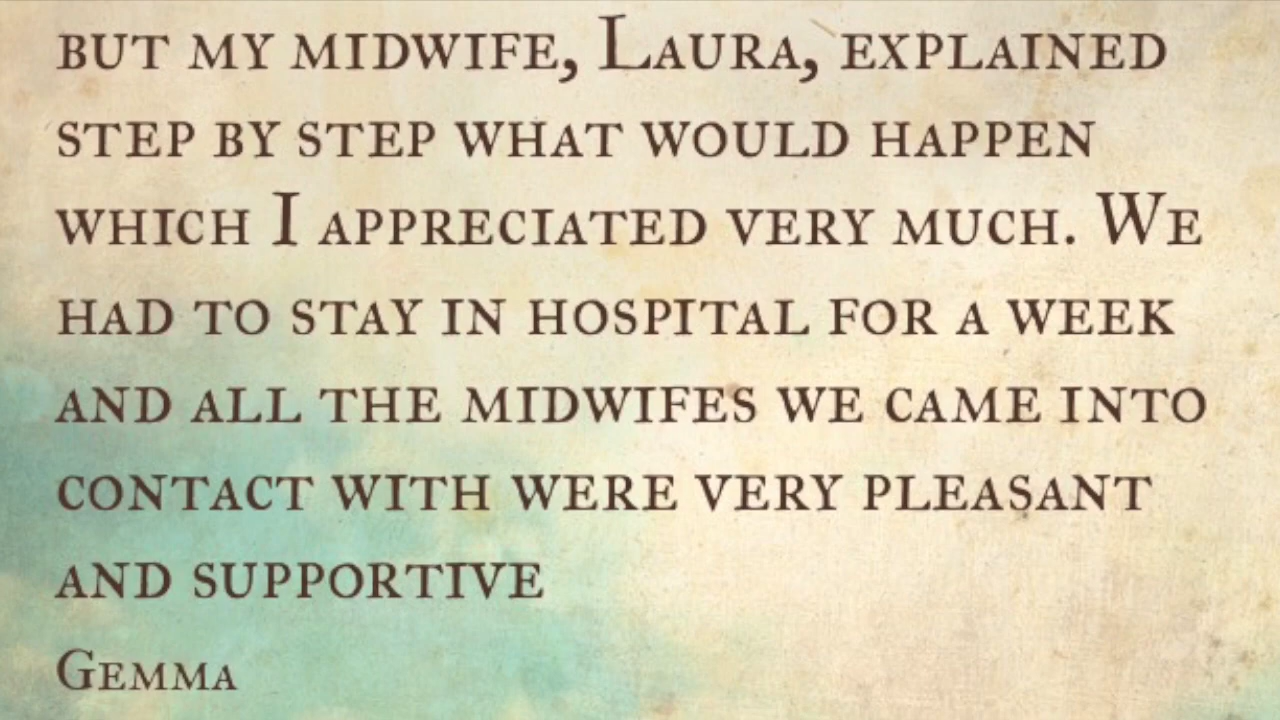 but my midwife, Laura, explained
step by step what would happen
which I appreciated very much. We
had to stay in hospital for a week
and all the midwifes we came into
contact with were very pleasant
and supportive
Gemma